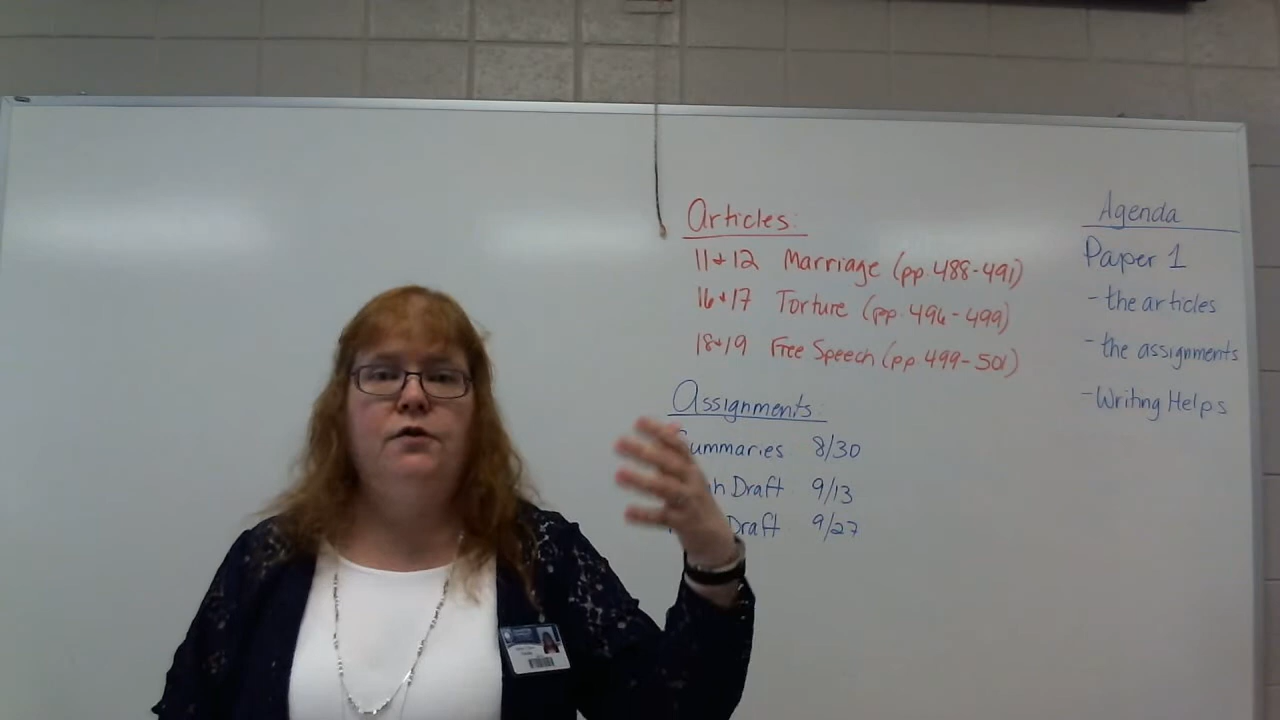 Articles:
11+12 Marriage (pp. 488-491)
16+17 Torture (pp. 496-499)
18+19 Free Speech (pp. 499-501)
Assignments:
Summaries 8/30
Draft 9/13
Draft 9/27
Agenda
Paper 1
- the articles
- the assignments
- Writing Helps